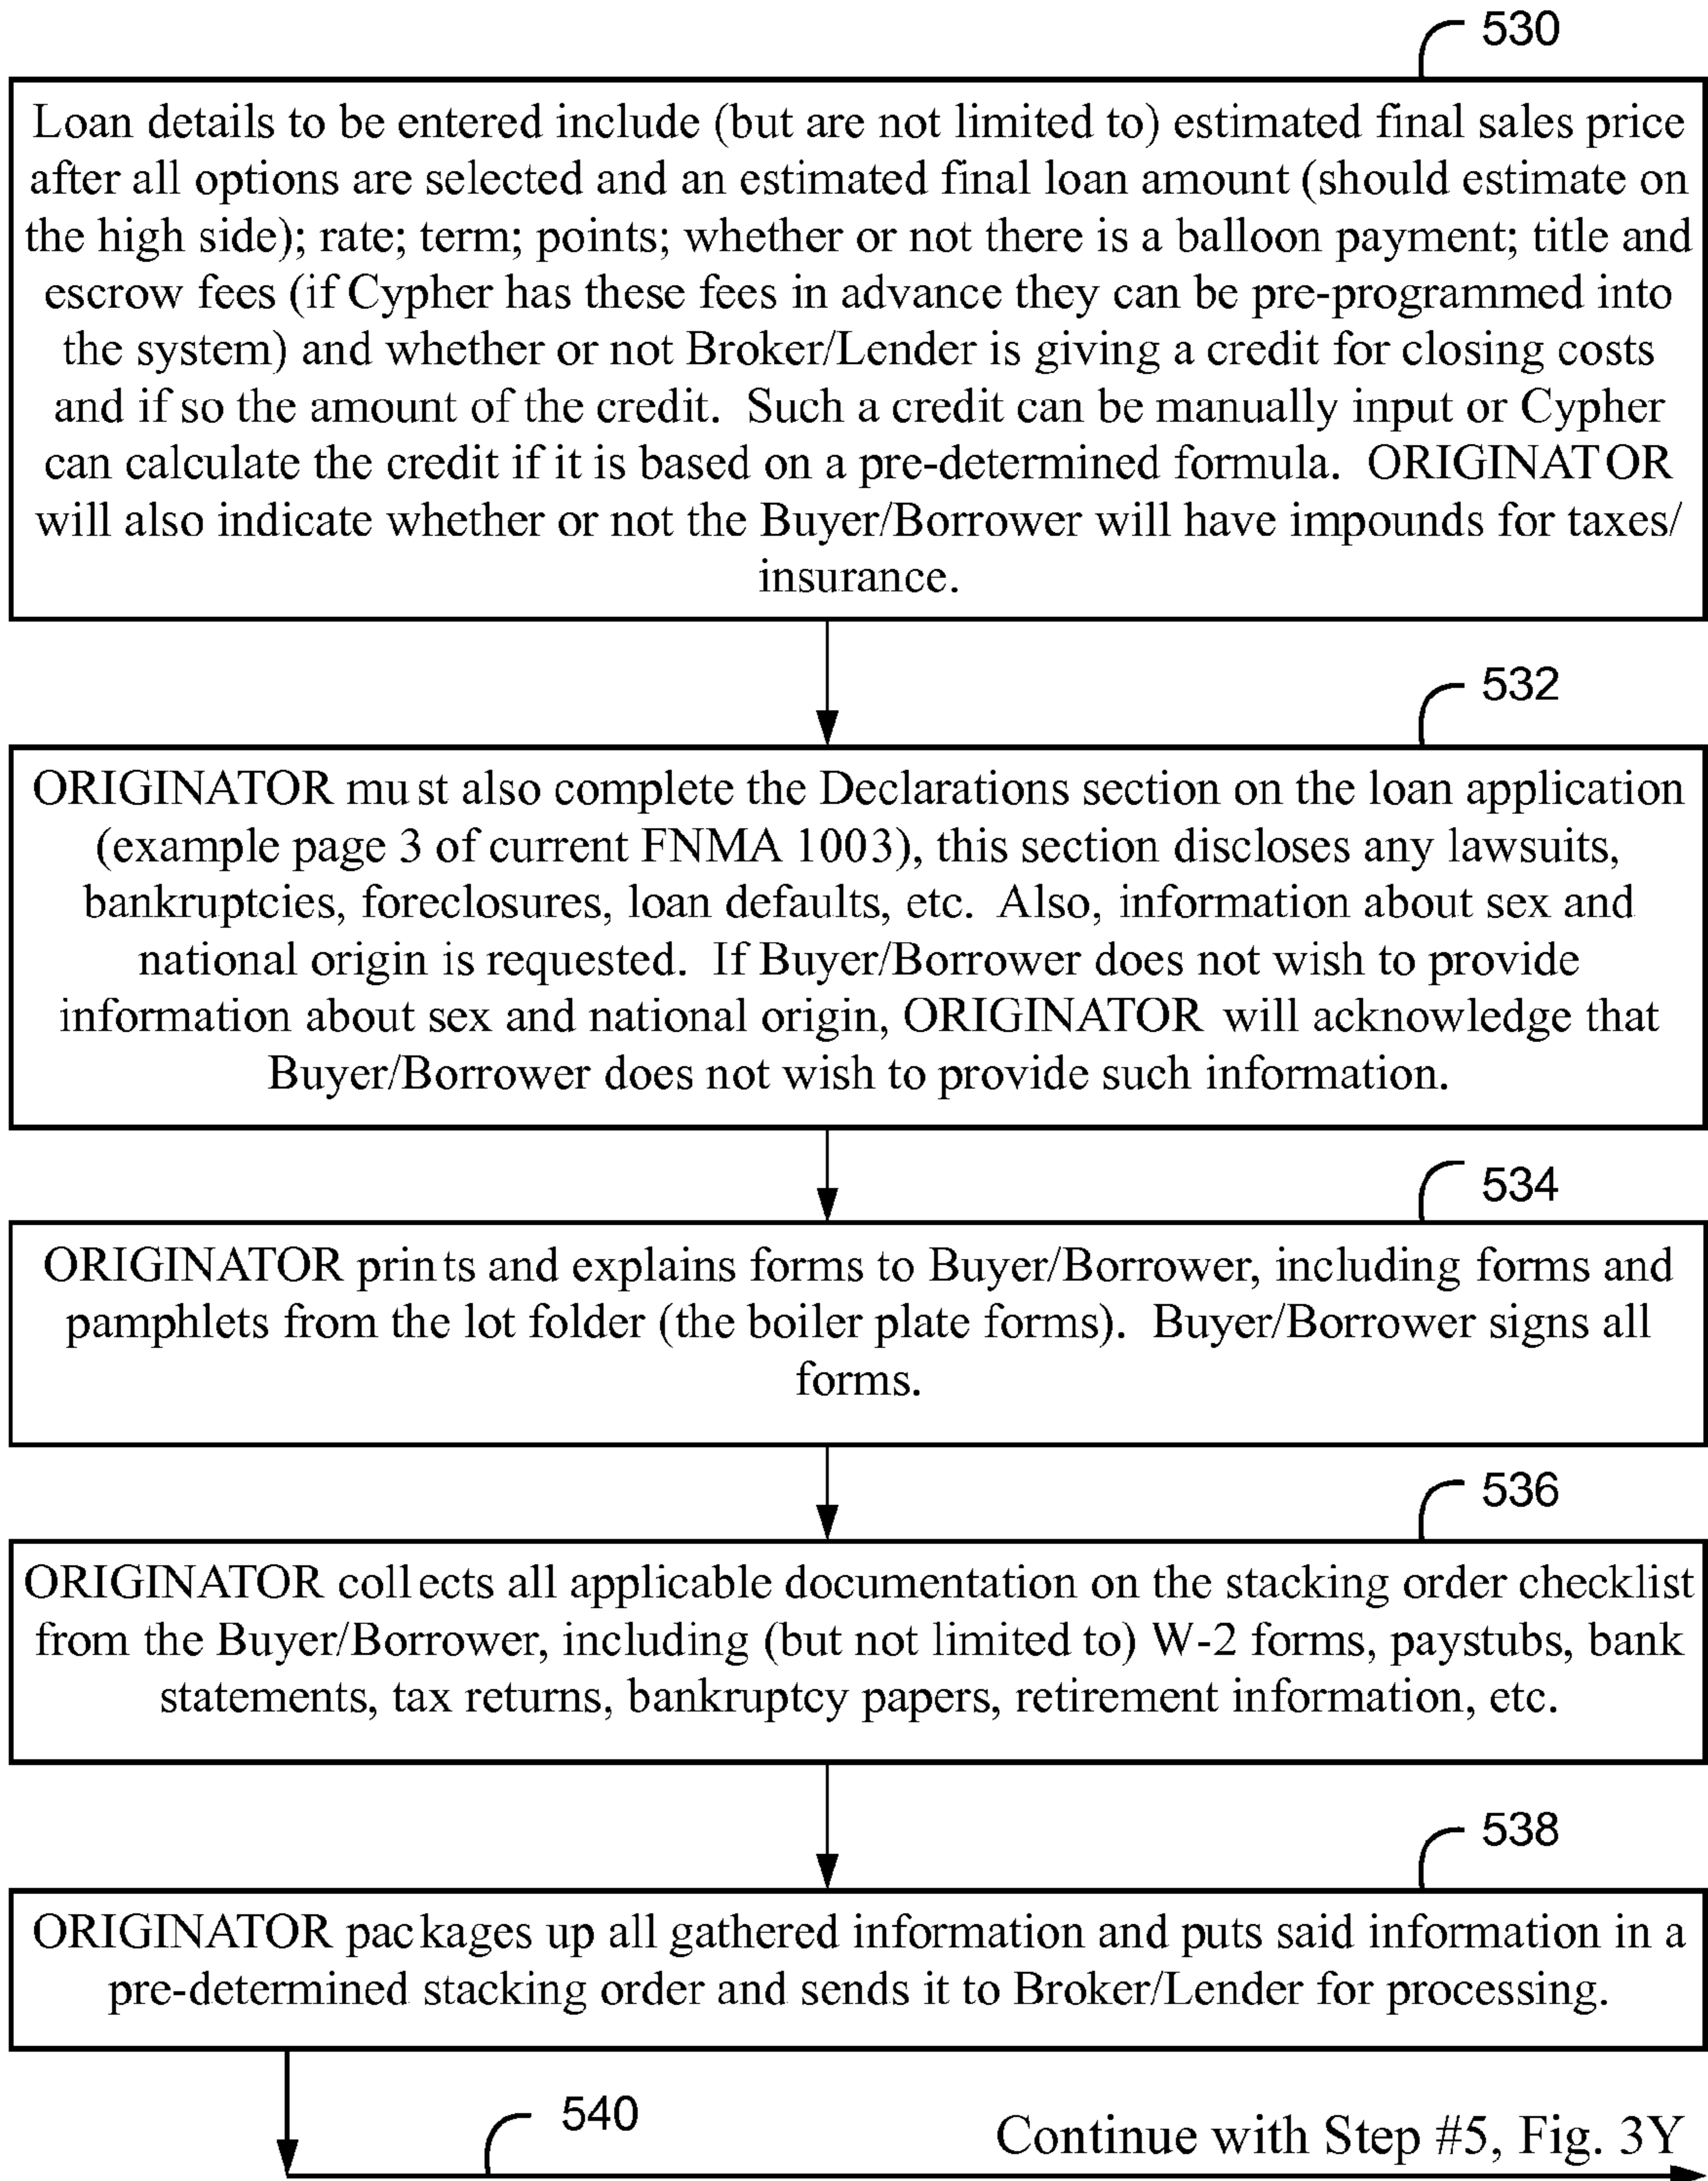 530
Loan details to be entered include (but are not limited to) estimated final sales price
after all options are selected and an estimated final loan amount (should estimate on
the high side); rate; term; points; whether or not there is a balloon payment; title and
escrow fees (if Cypher has these fees in advance they can be pre-programmed into
the system) and whether or not Broker/Lender is giving a credit for closing costs
and if so the amount of the credit. Such a credit can be manually input or Cypher
can calculate the credit if it is based on a pre-determined formula. ORIGINATOR
will also indicate whether or not the Buyer/Borrower will have impounds for taxes/
insurance.
532
ORIGINATOR must also complete the Declarations section on the loan application
(example page 3 of current FNMA 1003), this section discloses any lawsuits,
bankruptcies, foreclosures, loan defaults, etc. Also, information about sex and
national origin is requested. If Buyer/Borrower does not wish to provide
information about sex and national origin, ORIGINATOR will acknowledge that
Buyer/Borrower does not wish to provide such information.
534
ORIGINATOR prints and explains forms to Buyer/Borrower, including forms and
pamphlets from the lot folder (the boiler plate forms). Buyer/Borrower signs all
forms.
536
ORIGINATOR collects all applicable documentation on the stacking order checklist
from the Buyer/Borrower, including (but not limited to) W-2 forms, paystubs, bank
statements, tax returns, bankruptcy papers, retirement information, etc.
538
ORIGINATOR packages up all gathered information and puts said information in a
pre-determined stacking order and sends it to Broker/Lender for processing.
540
Continue with Step #5, Fig. 3Y